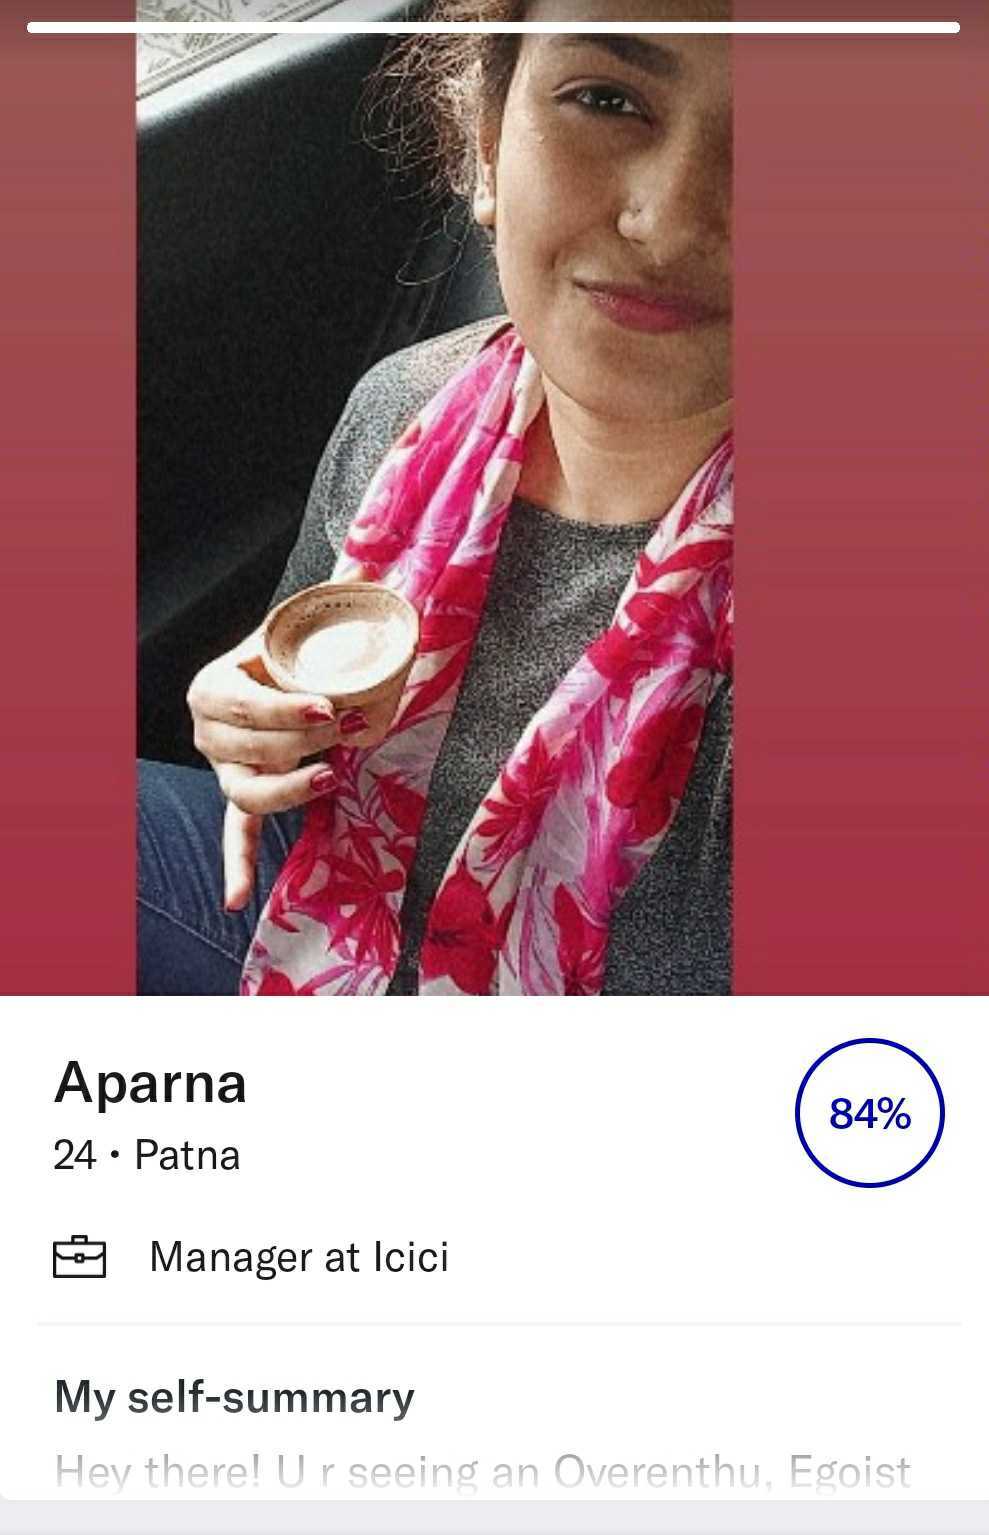 Aparna
84%
24 • Patna
Manager at Icici
My self-summary
Hey there! U r seeing an Overenthu, Egoist